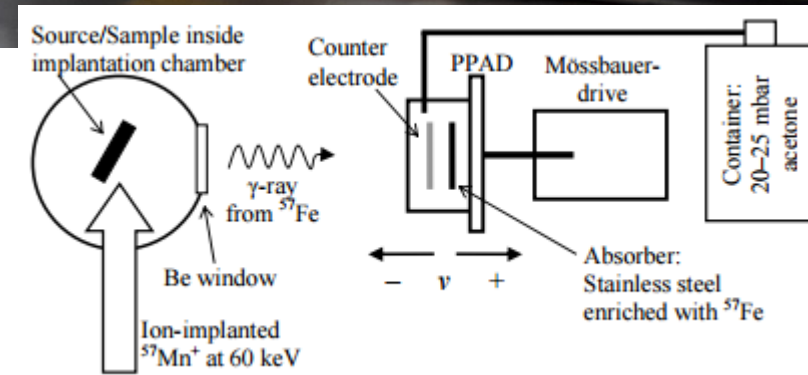 Source/Sample inside
implantation chamber
Counter
electrode
PPAD
Mössbauer-
drive
Container:
20–25 mbar
acetone
γ-ray
from ⁵⁷Fe
Be window
Ion-implanted
⁵⁷Mn⁺ at 60 keV
– v +
Absorber:
Stainless steel
enriched with ⁵⁷Fe